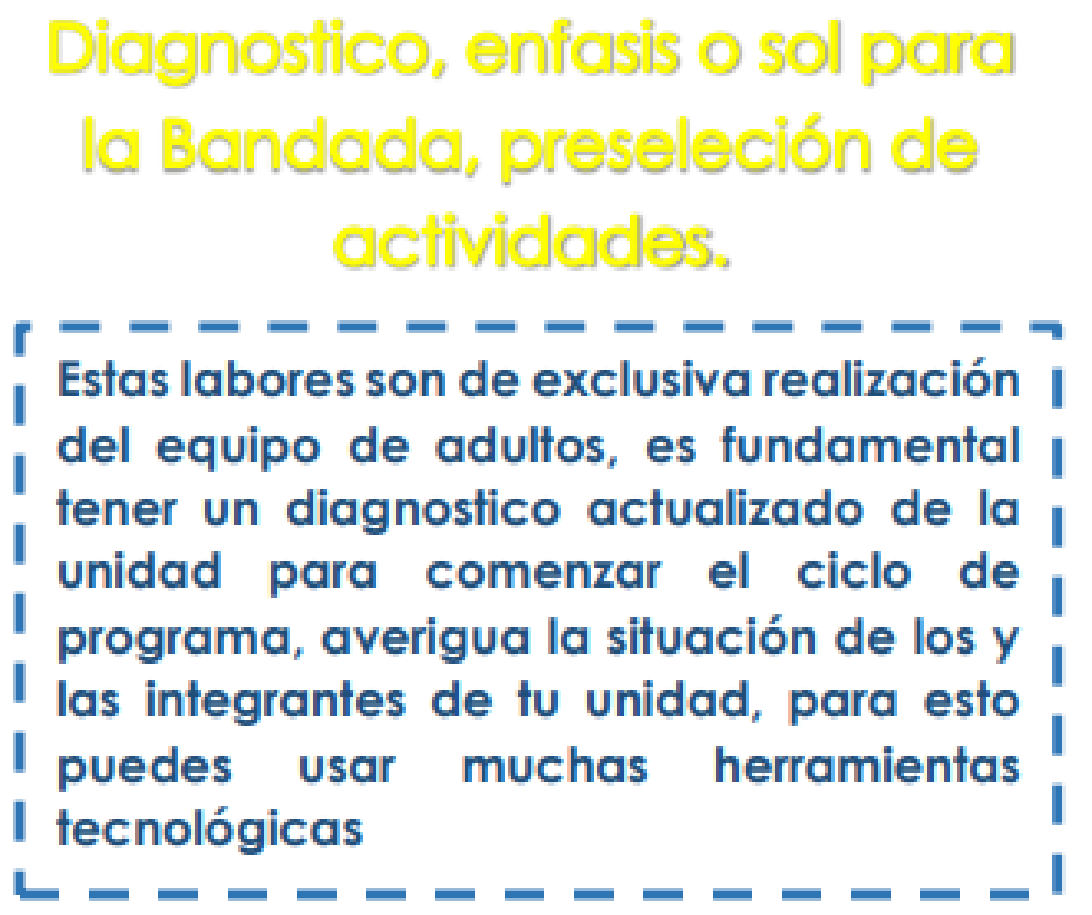 Diagnostico, enfasis o sol para
la Bandada, preseleción de
actividades.
Estas labores son de exclusiva realización
del equipo de adultos, es fundamental
tener un diagnostico actualizado de la
unidad para comenzar el ciclo de
programa, averigua la situación de los y
las integrantes de tu unidad, para esto
puedes usar muchas herramientas
tecnológicas